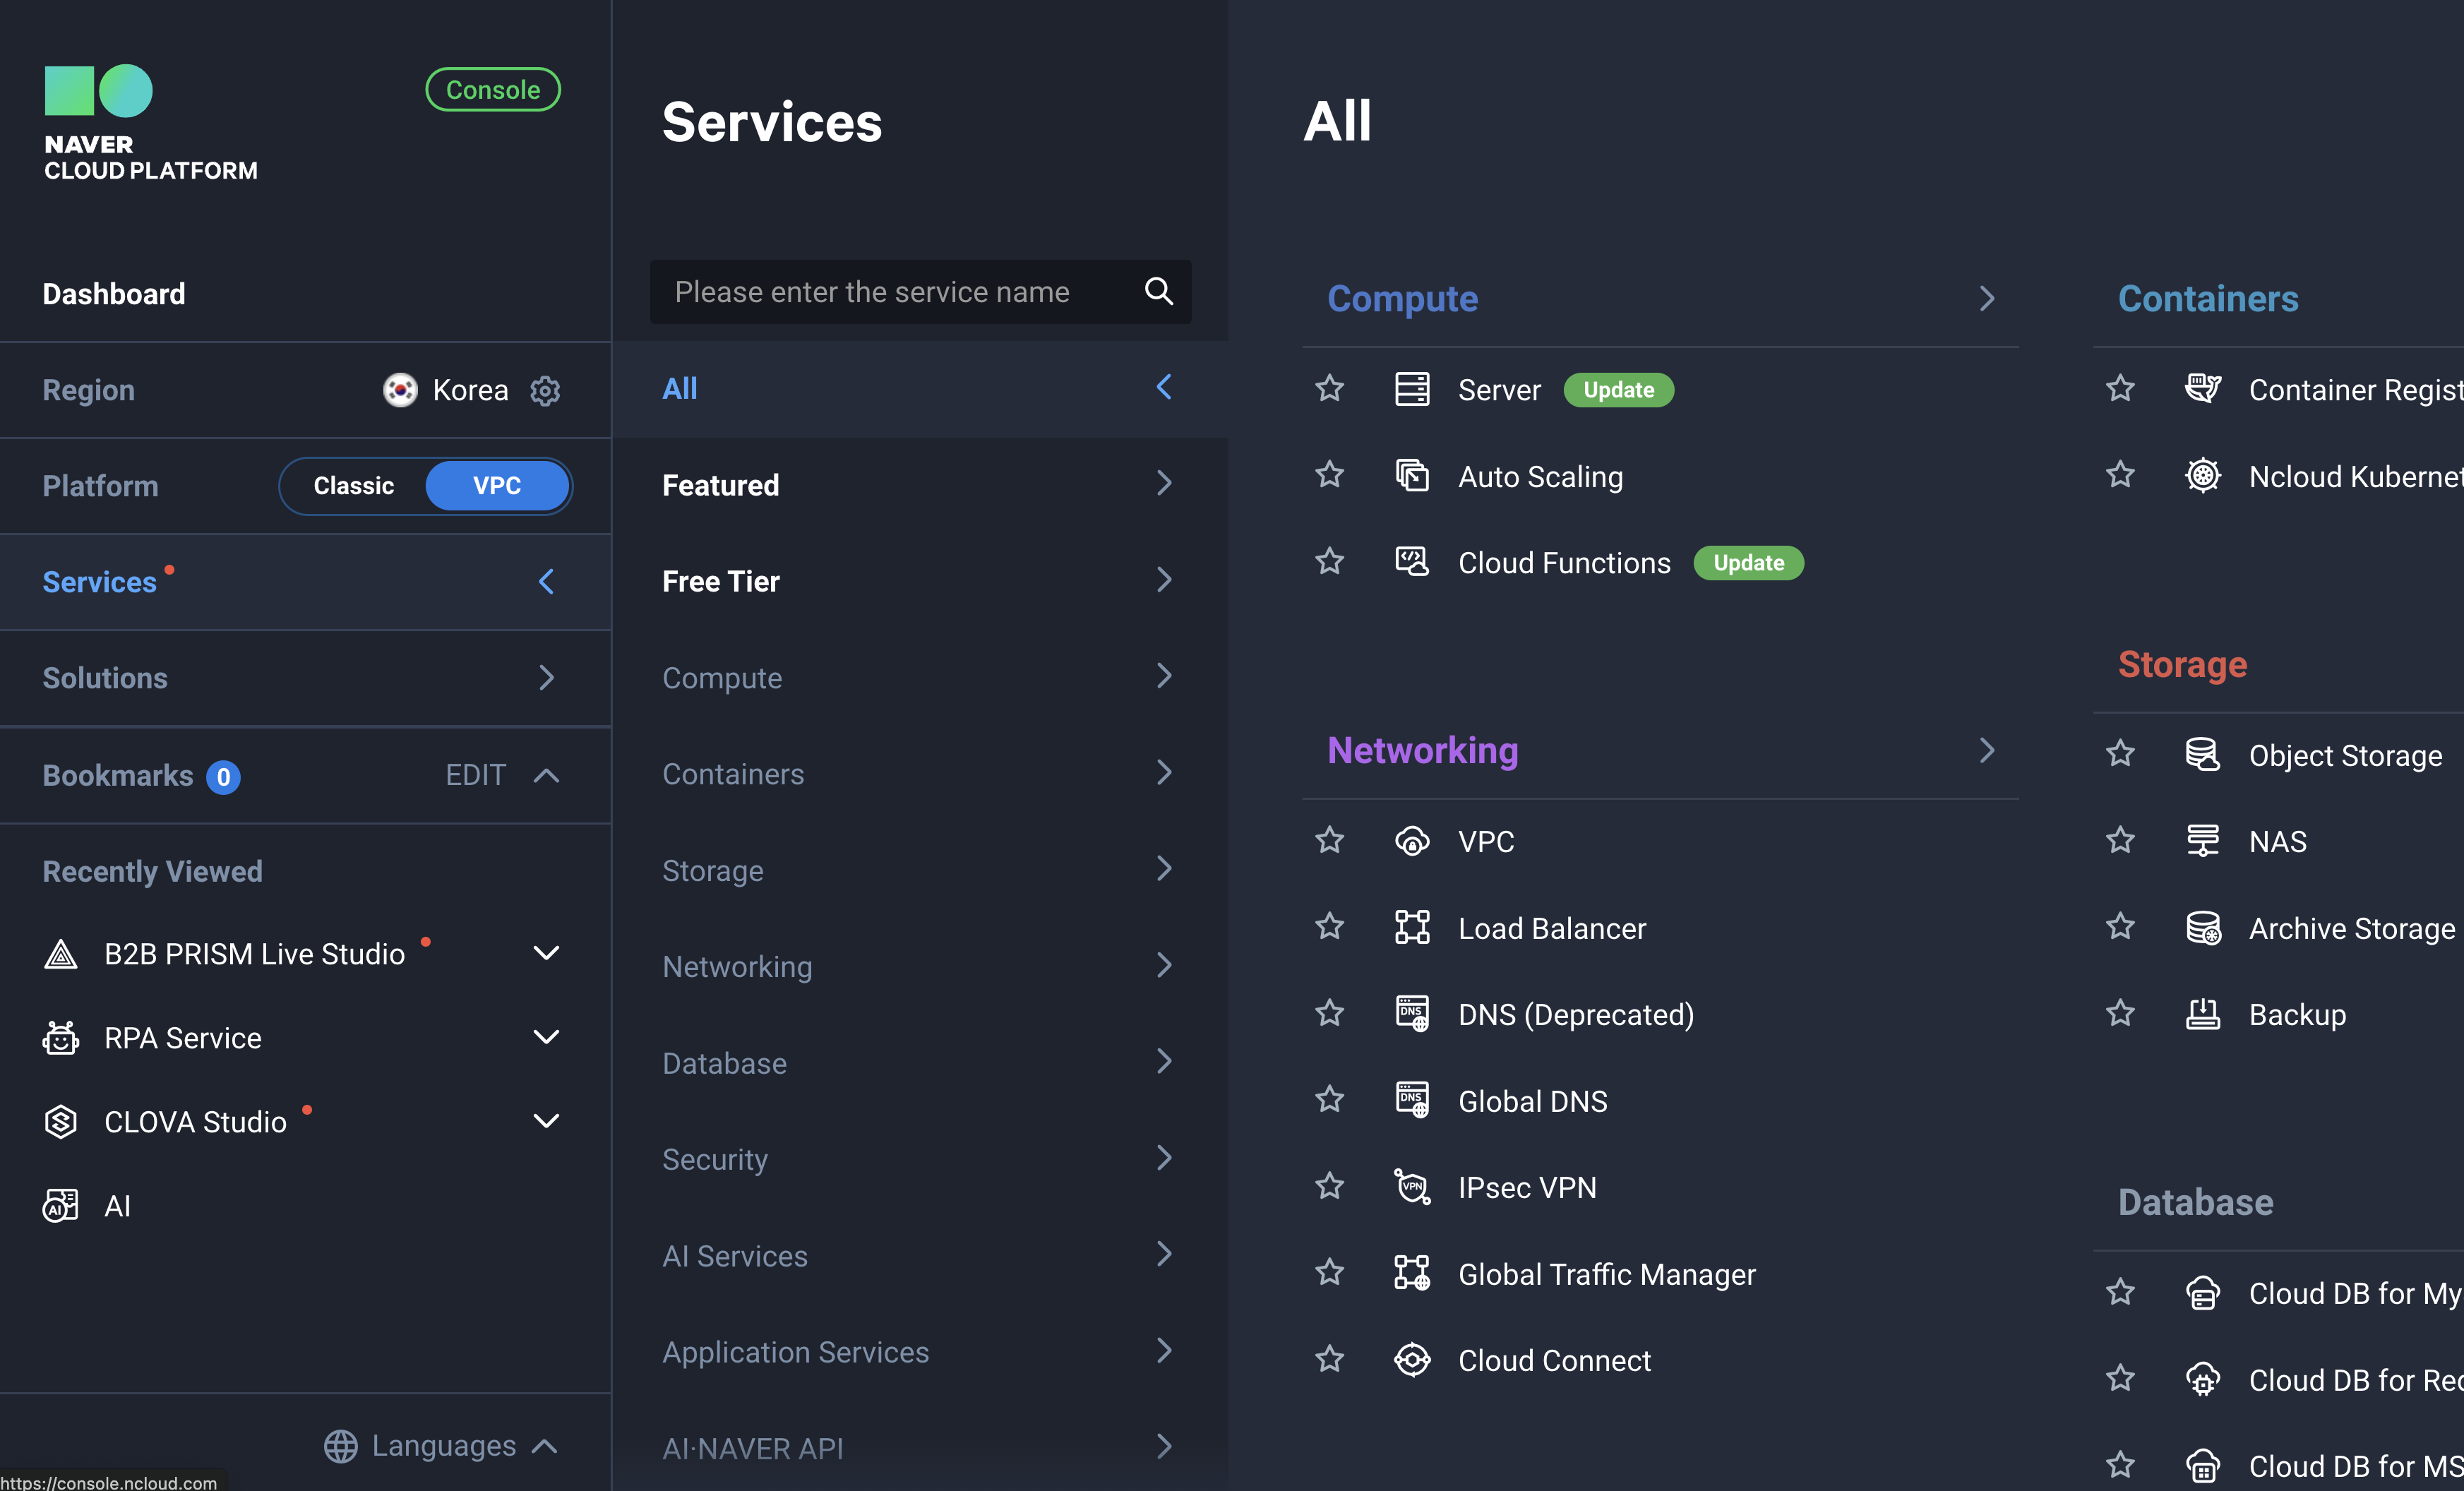 NAVER
CLOUD PLATFORM
Console
Dashboard
Region
Korea
Platform
Classic
VPC
Services
Solutions
Bookmarks 0
EDIT
Recently Viewed
B2B PRISM Live Studio
RPA Service
CLOVA Studio
AI
Languages
https://console.ncloud.com
Services
Please enter the service name
All
Featured
Free Tier
Compute
Containers
Storage
Networking
Database
Security
AI Services
Application Services
AI·NAVER API
All
Compute
Server Update
Auto Scaling
Cloud Functions Update
Networking
VPC
Load Balancer
DNS (Deprecated)
DNS
Global DNS
DNS
IPsec VPN
VPN
Global Traffic Manager
Cloud Connect
Containers
Container Regist
Ncloud Kubernet
Storage
Object Storage
NAS
Archive Storage
Backup
Database
Cloud DB for My
Cloud DB for Red
Cloud DB for MS